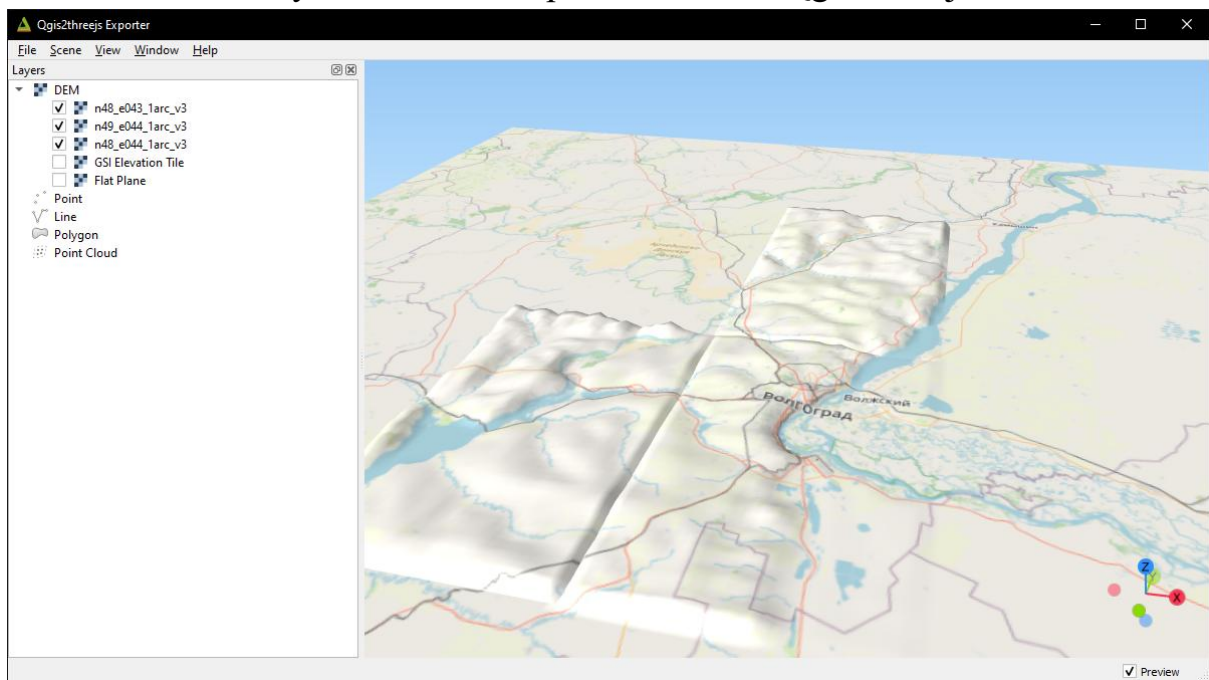 Qgis2threejs Exporter
File Scene View Window Help
Layers
DEM
n48_e043_1arc_v3
n49_e044_1arc_v3
n48_e044_1arc_v3
GSI Elevation Tile
Flat Plane
Point
Line
Polygon
Point Cloud
Волгоград
Волжский
Z
Y
X
Preview